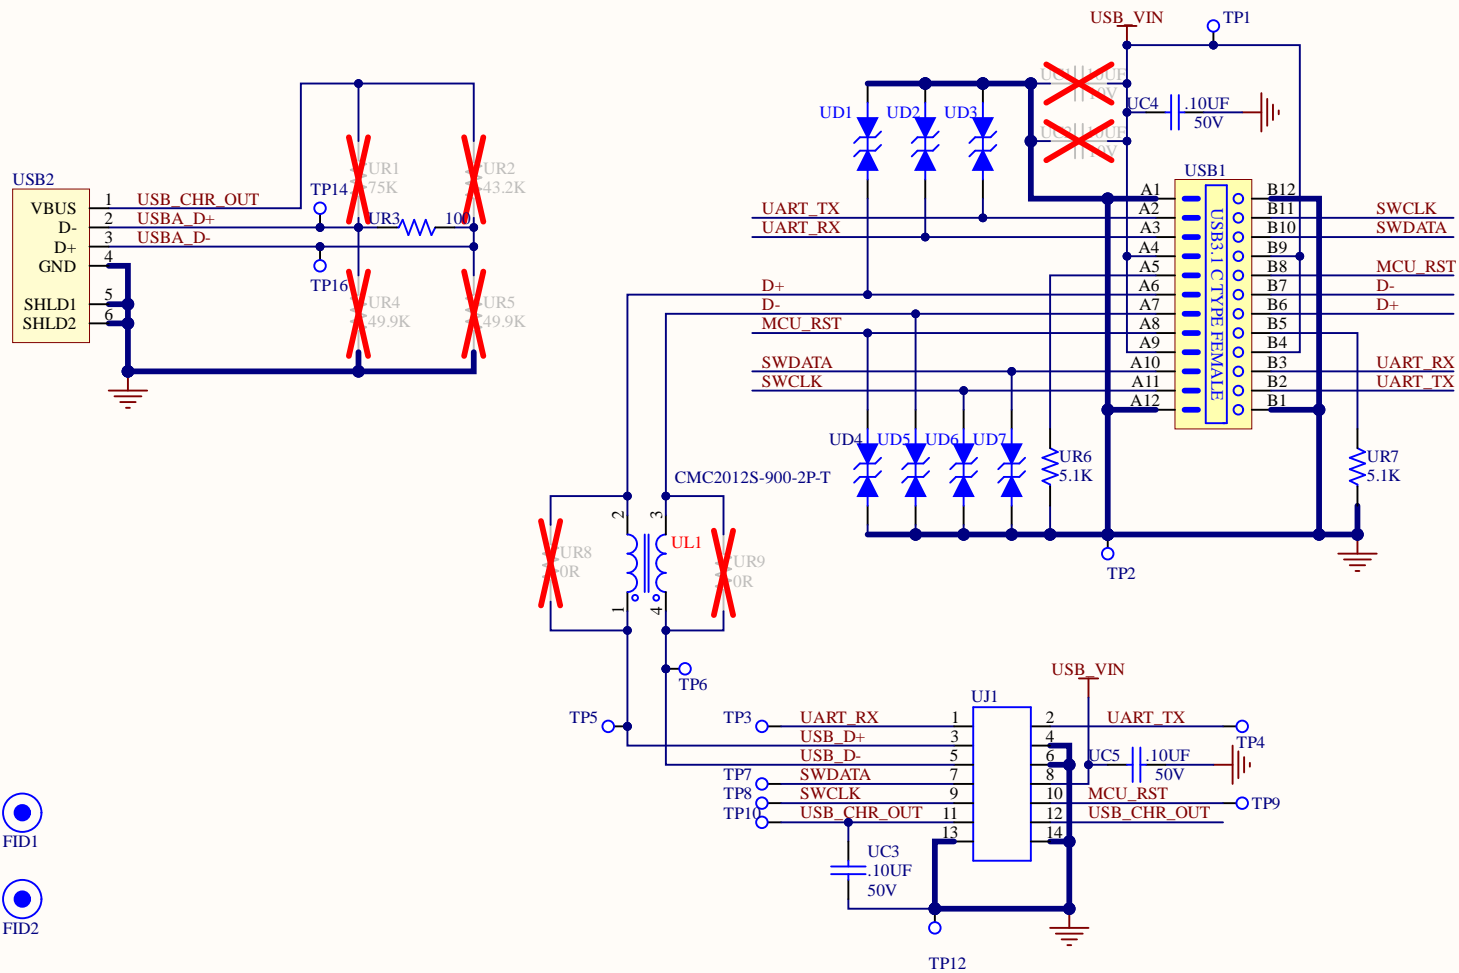 USB_VIN
TP1
UC1 10UF
10V
UD1
UD2
UD3
UC4
.10UF
50V
10UF
10V
USB1
USB2
VBUS 1 USB_CHR_OUT
D- 2 USBA_D+
D+ 3 USBA_D-
GND 4
SHLD1 5
SHLD2 6
TP14
TP16
UR1
75K
UR2
43.2K
UR3
100
UR4
49.9K
UR5
49.9K
UART_TX
UART_RX
D+
D-
MCU_RST
SWDATA
SWCLK
A1
A2
A3
A4
A5
A6
A7
A8
A9
A10
A11
A12
USB3.1 C TYPE FEMALE
B12
B11
B10
B9
B8
B7
B6
B5
B4
B3
B2
B1
SWCLK
SWDATA
MCU_RST
D-
D+
UART_RX
UART_TX
UD4
UD5
UD6
UD7
UR6
5.1K
UR7
5.1K
TP2
CMC2012S-900-2P-T
2
3
UL1
1
4
UR8
0R
UR9
0R
TP6
TP5
USB_VIN
UJ1
TP3 UART_RX 1
USB_D+ 3
USB_D- 5
TP7 SWDATA 7
TP8 SWCLK 9
TP10 USB_CHR_OUT 11
13
2 UART_TX
TP4
4
6
8
10 MCU_RST TP9
12 USB_CHR_OUT
14
UC5
.10UF
50V
UC3
.10UF
50V
TP12
FID1
FID2